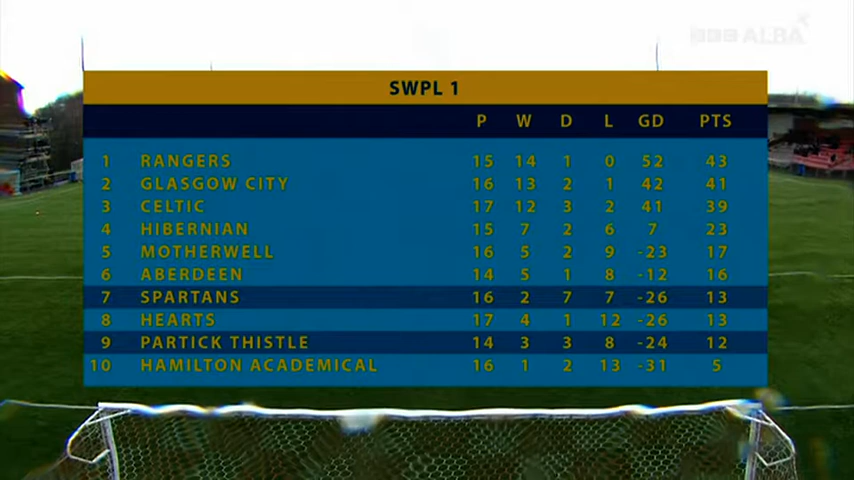 BBC ALBA
SWPL 1
P W D L GD PTS
1 RANGERS 15 14 1 0 52 43
2 GLASGOW CITY 16 13 2 1 42 41
3 CELTIC 17 12 3 2 41 39
4 HIBERNIAN 15 7 2 6 7 23
5 MOTHERWELL 16 5 2 9 -23 17
6 ABERDEEN 14 5 1 8 -12 16
7 SPARTANS 16 2 7 7 -26 13
8 HEARTS 17 4 1 12 -26 13
9 PARTICK THISTLE 14 3 3 8 -24 12
10 HAMILTON ACADEMICAL 16 1 2 13 -31 5